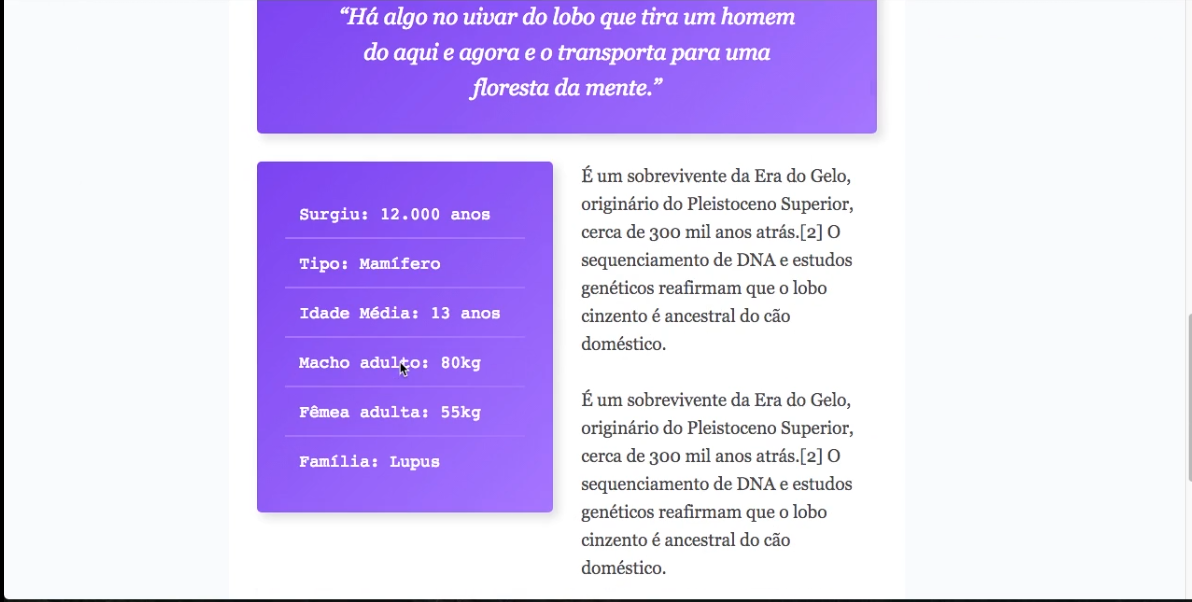 “Há algo no uivar do lobo que tira um homem
do aqui e agora e o transporta para uma
floresta da mente.”
Surgiu: 12.000 anos
Tipo: Mamífero
Idade Média: 13 anos
Macho adulto: 80kg
Fêmea adulta: 55kg
Família: Lupus
É um sobrevivente da Era do Gelo,
originário do Pleistoceno Superior,
cerca de 300 mil anos atrás.[2] O
sequenciamento de DNA e estudos
genéticos reafirmam que o lobo
cinzento é ancestral do cão
doméstico.
É um sobrevivente da Era do Gelo,
originário do Pleistoceno Superior,
cerca de 300 mil anos atrás.[2] O
sequenciamento de DNA e estudos
genéticos reafirmam que o lobo
cinzento é ancestral do cão
doméstico.